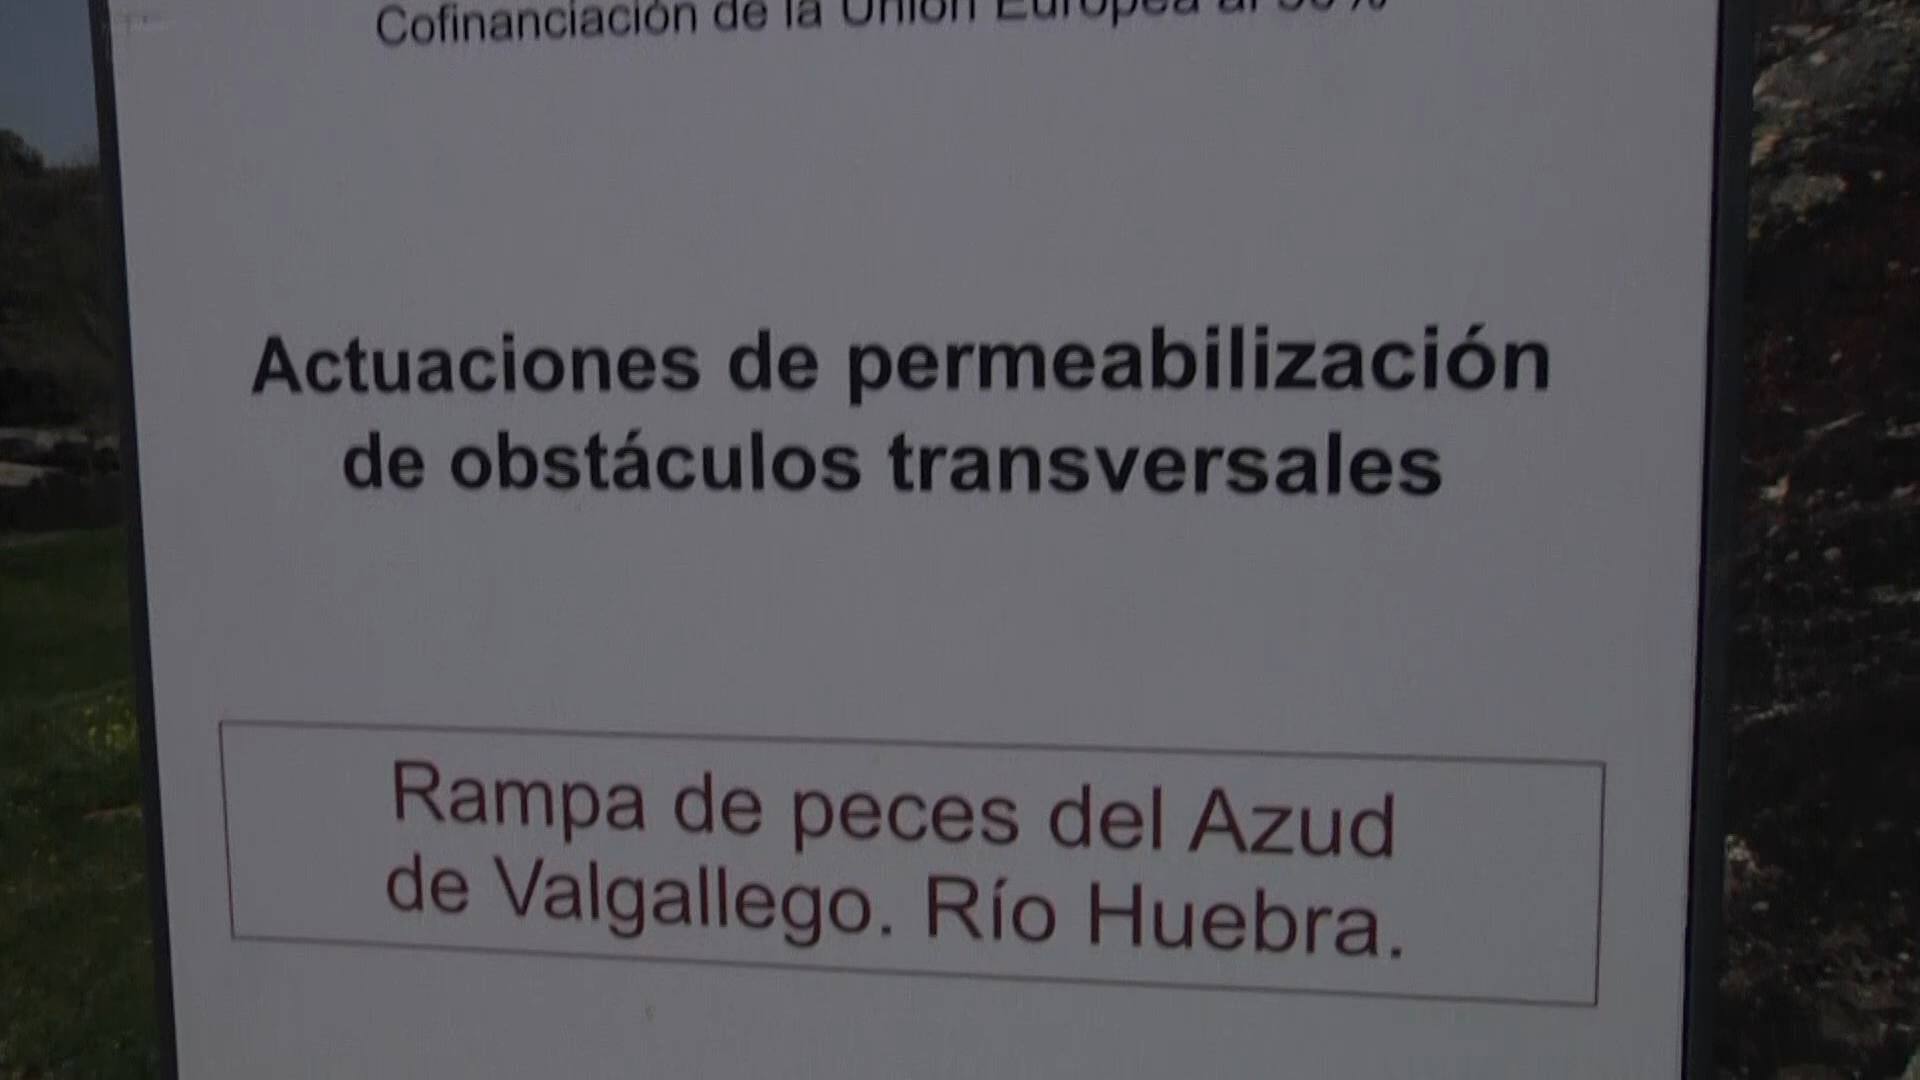 Cofinanciación de la Unión Europea al
Actuaciones de permeabilización
de obstáculos transversales
Rampa de peces del Azud
de Valgallego. Río Huebra.